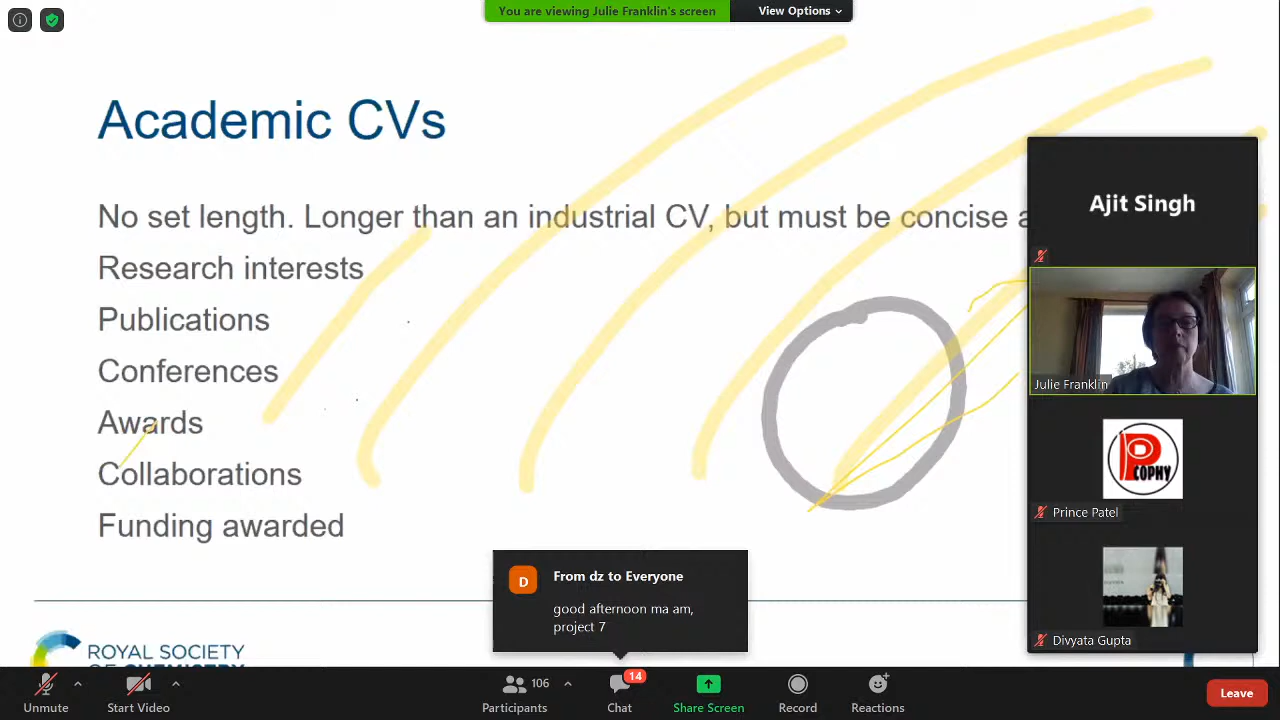 You are viewing Julie Franklin's screen
View Options
Academic CVs
No set length. Longer than an industrial CV, but must be concise a
Research interests
Publications
Conferences
Awards
Collaborations
Funding awarded
ROYAL SOCIETY
OF CHEMISTRY
Ajit Singh
Julie Franklin
P
COPHY
Prince Patel
Divyata Gupta
D
From dz to Everyone
good afternoon ma am,
project 7
Unmute
Start Video
106
Participants
14
Chat
Share Screen
Record
Reactions
Leave